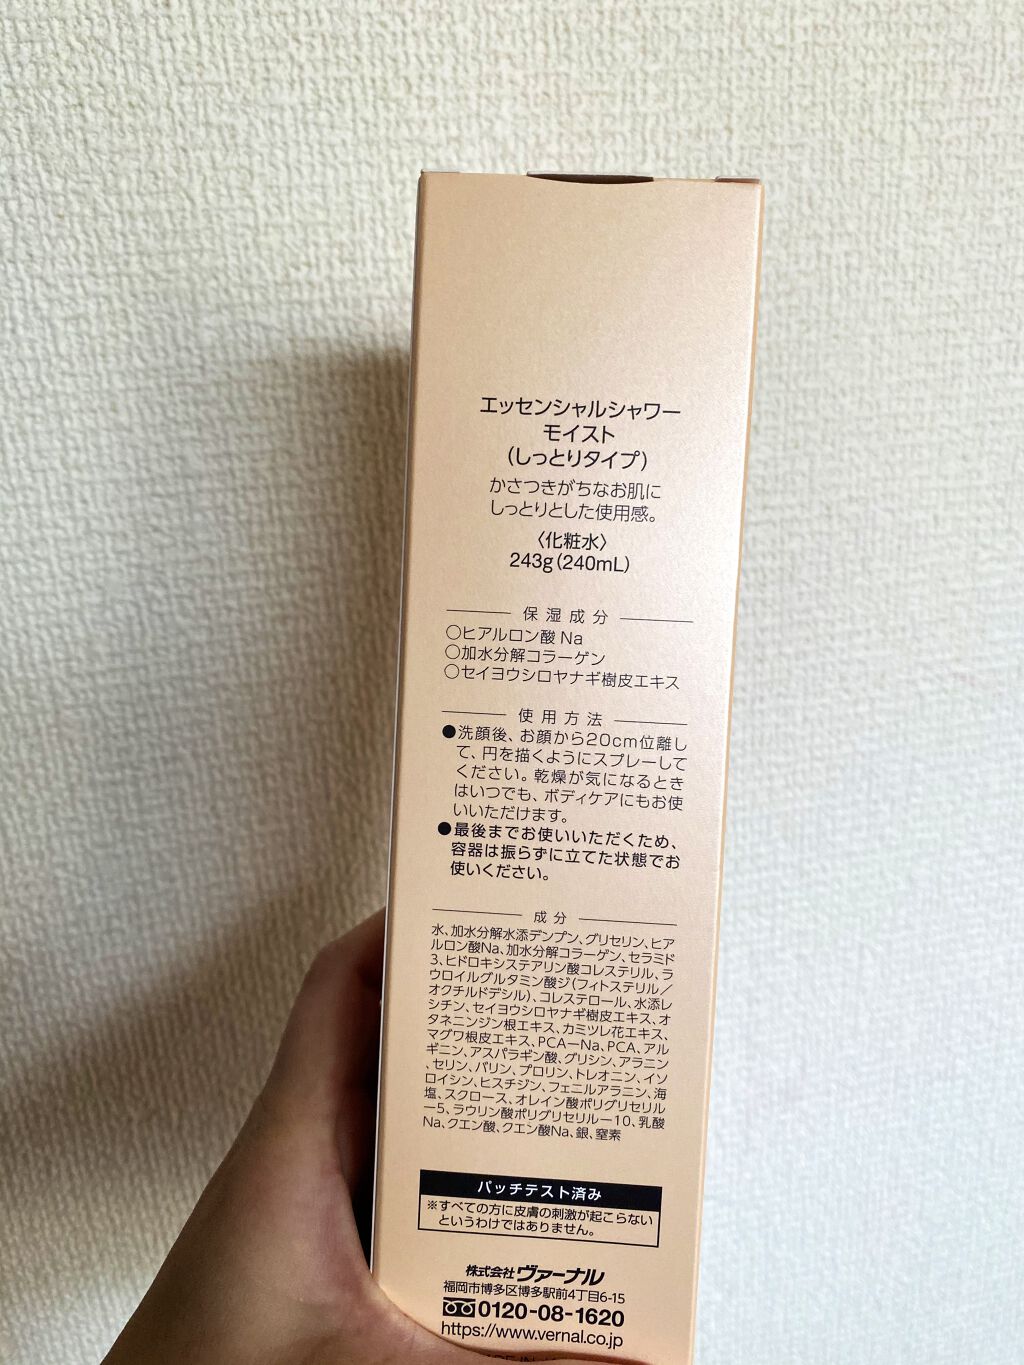 エッセンシャルシャワー
モイスト
(しっとりタイプ)
かさつきがちなお肌に
しっとりとした使用感。
〈化粧水〉
243g(240mL)
保湿成分
○ヒアルロン酸 Na
○加水分解コラーゲン
○セイヨウシロヤナギ樹皮エキス
使用方法
●洗顔後、お顔から20cm位離し
て、円を描くようにスプレーして
ください。乾燥が気になるとき
はいつでも、ボディケアにもお使
いいただけます。
●最後までお使いいただくため、
容器は振らずに立てた状態でお
使いください。
成分
水、加水分解水添デンプン、グリセリン、ヒア
ルロン酸Na、加水分解コラーゲン、セラミド
3、ヒドロキシステアリン酸コレステリル、ラ
ウロイルグルタミン酸ジ(フィトステリル／
オクチルドデシル)、コレステロール、水添レ
シチン、セイヨウシロヤナギ樹皮エキス、オ
タネニンジン根エキス、カミツレ花エキス、
マグワ根皮エキス、PCA－Na、PCA、アル
ギニン、アスパラギン酸、グリシン、アラニン
、セリン、バリン、プロリン、トレオニン、イソ
ロイシン、ヒスチジン、フェニルアラニン、海
塩、スクロース、オレイン酸ポリグリセリル
－5、ラウリン酸ポリグリセリル－10、乳酸
Na、クエン酸、クエン酸Na、銀、窒素
パッチテスト済み
※すべての方に皮膚の刺激が起こらない
というわけではありません。
株式会社ヴァーナル
福岡市博多区博多駅前4丁目6-15
0120-08-1620
https://www.vernal.co.jp